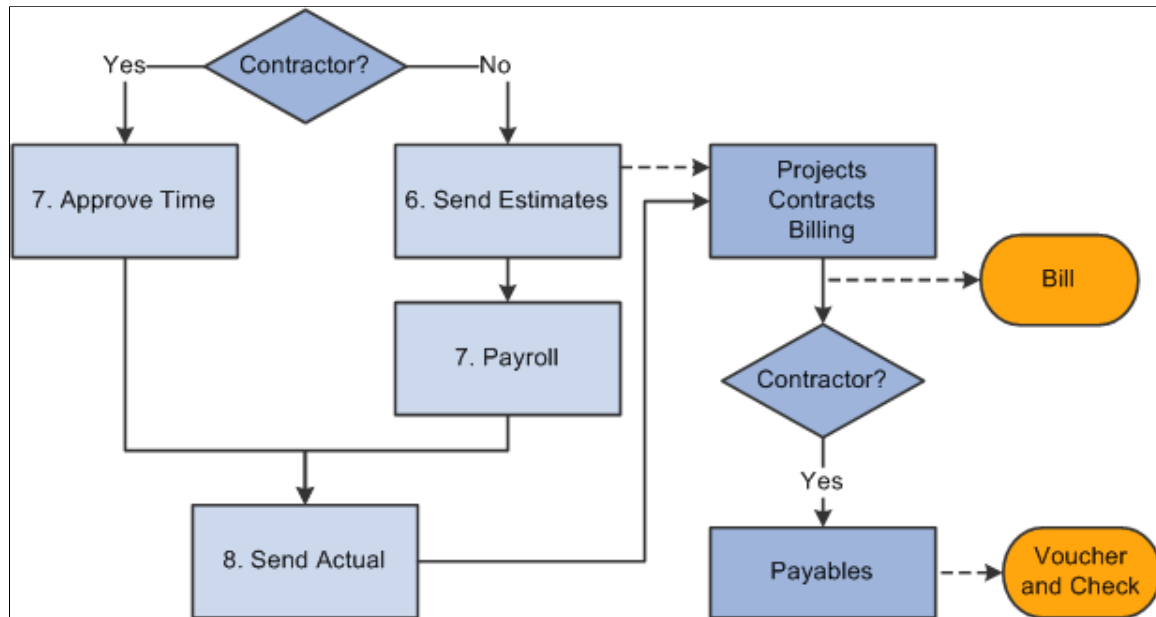 Contractor?
Yes
No
7. Approve Time
6. Send Estimates
Projects
Contracts
Billing
Bill
7. Payroll
Contractor?
Yes
8. Send Actual
Payables
Voucher
and Check